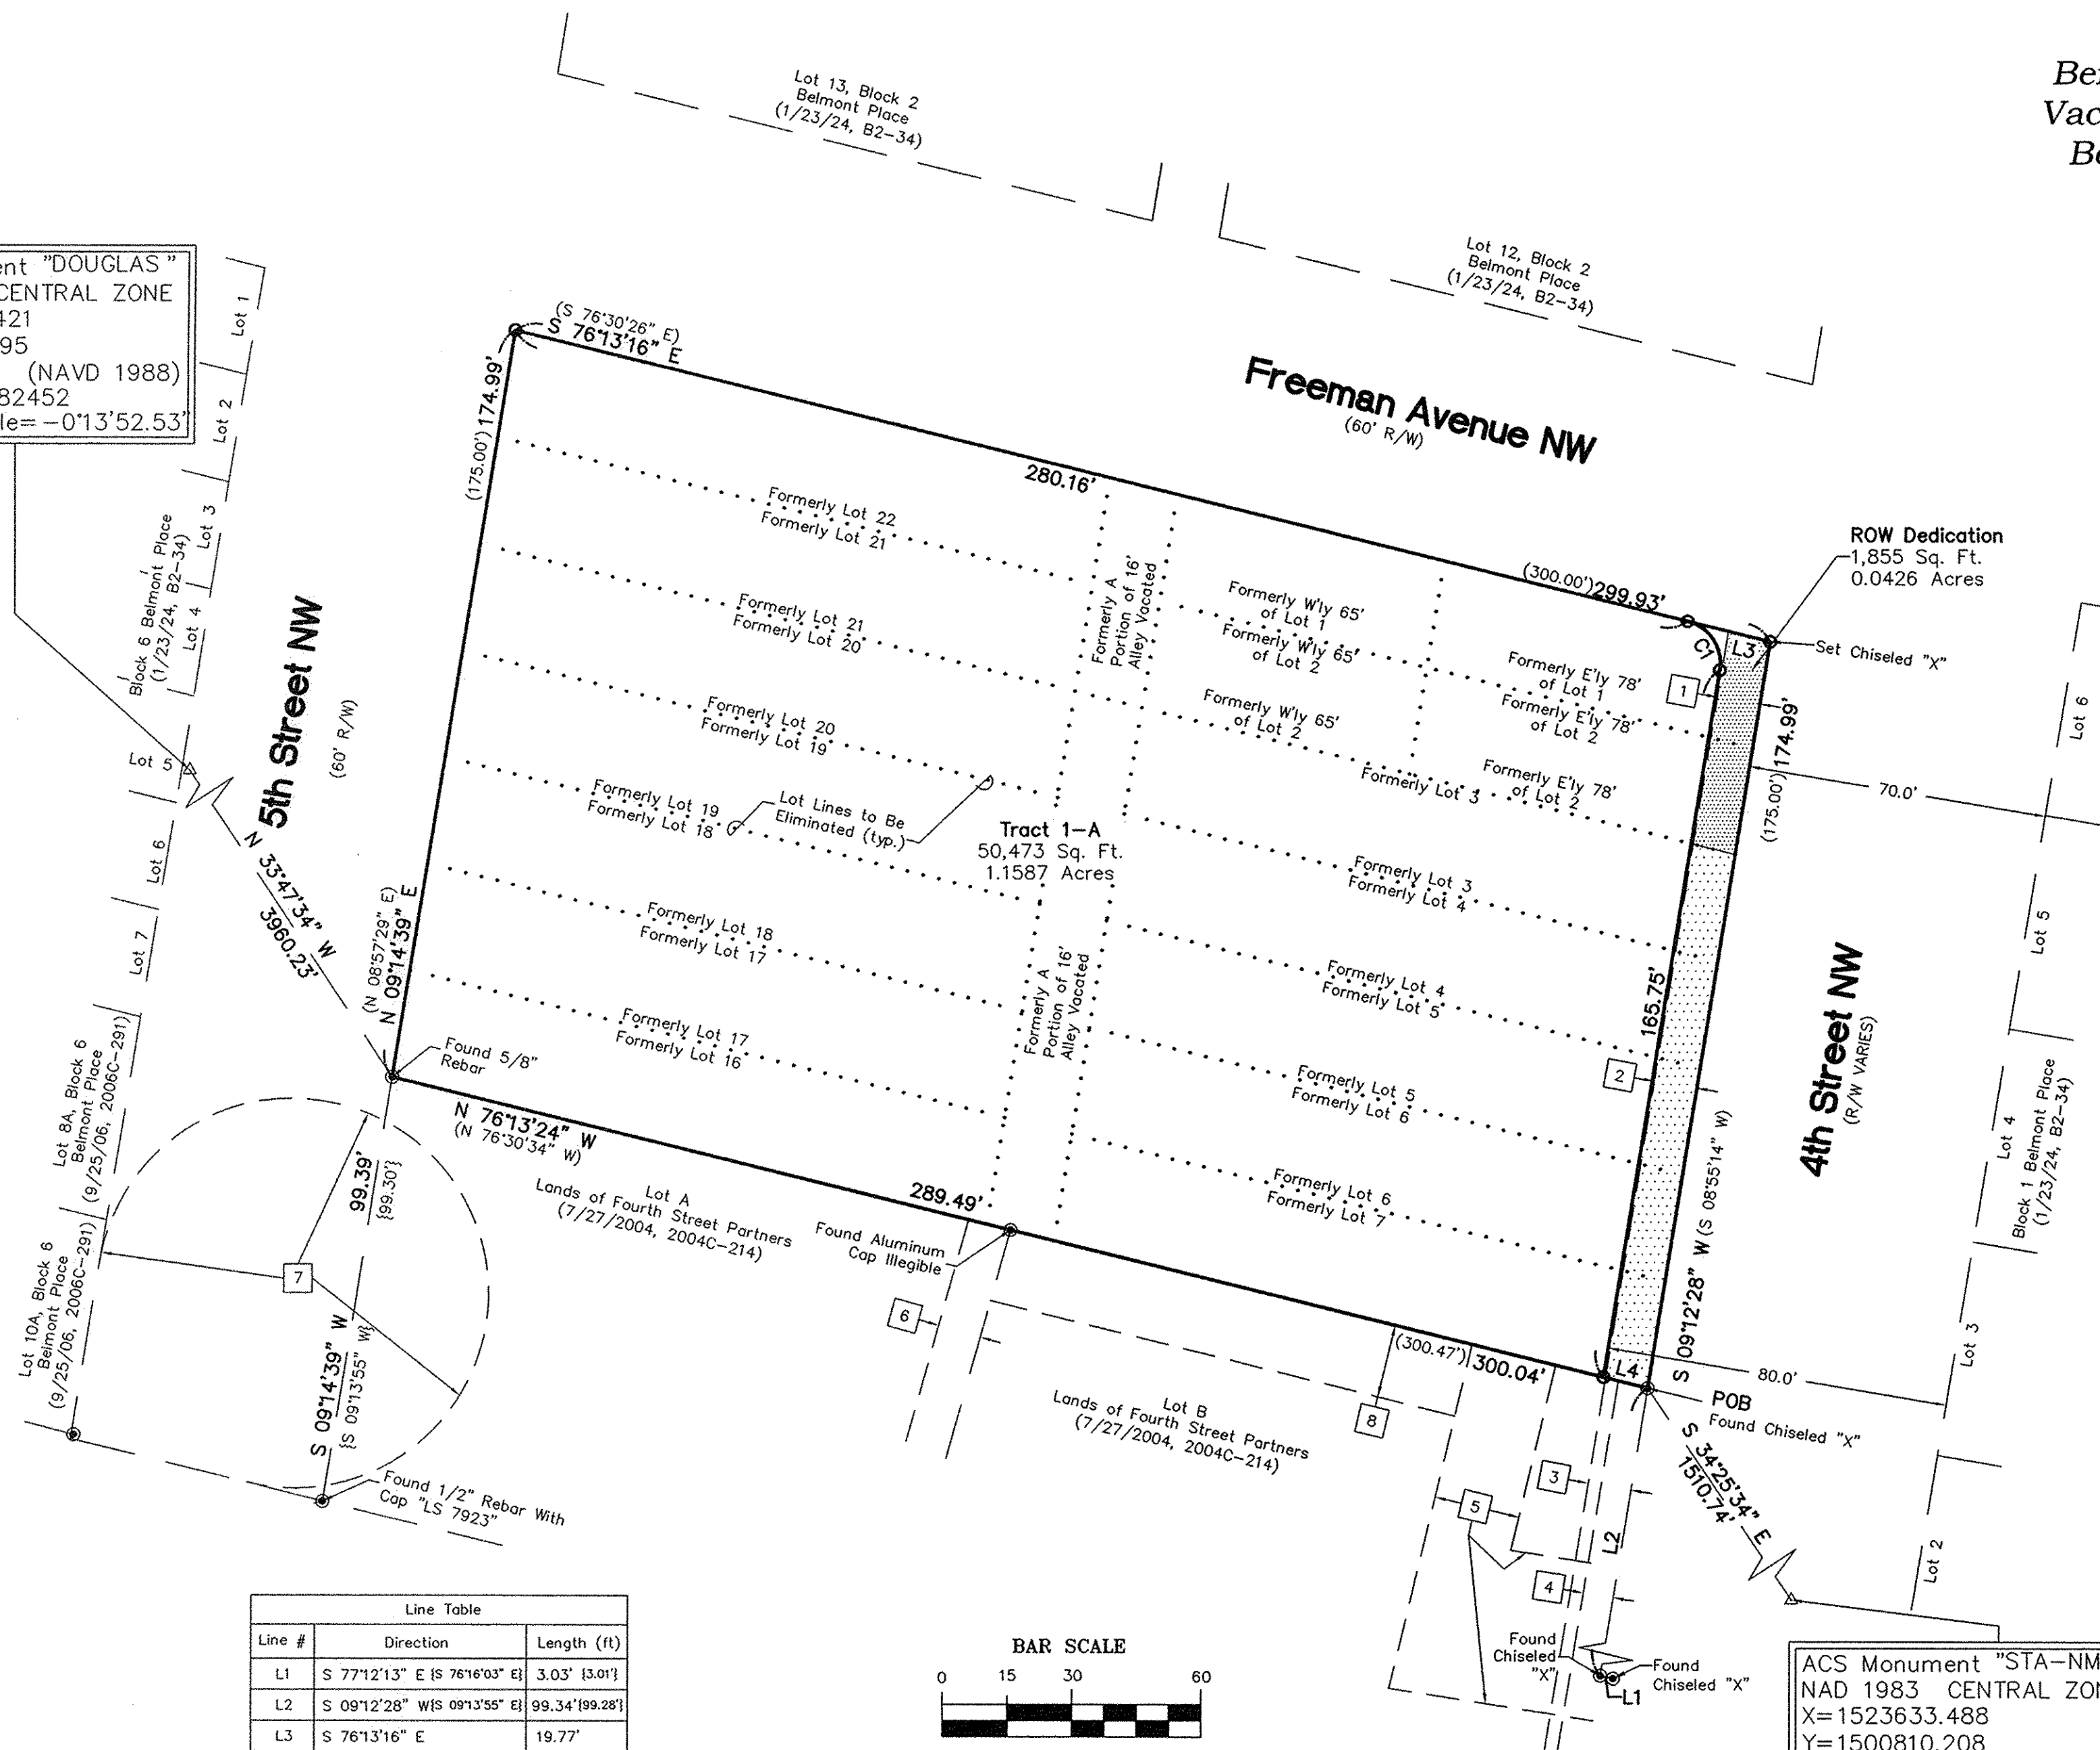 Lot 13, Block 2
Belmont Place
(1/23/24, B2-34)
Lot 12, Block 2
Belmont Place
(1/23/24, B2-34)
"DOUGLAS"
CENTRAL ZONE
(NAVD 1988)
-0°13'52.53"
Lot 1
Lot 2
Lot 3
Lot 4
Block 6 Belmont Place
(1/23/24, B2-34)
Lot 5
Lot 6
Lot 7
Lot 8A, Block 6
Belmont Place
(9/25/06, 2006C-291)
Lot 10A, Block 6
Belmont Place
(9/25/06, 2006C-291)
5th Street NW
(60' R/W)
N 33°47'34" W
3960.23'
(S 76°30'26" E)
S 76°13'16" E
(175.00') 174.99'
(N 08°57'29" E)
N 09°14'39" E
280.16'
Freeman Avenue NW
(60' R/W)
(300.00') 299.93'
ROW Dedication
1,855 Sq. Ft.
0.0426 Acres
Set Chiseled "X"
C1
L3
1
174.99'
(175.00')
70.0'
Lot 6
Lot 5
Lot 4
Block 1 Belmont Place
(1/23/24, B2-34)
Lot 3
Lot 2
4th Street NW
(R/W VARIES)
Formerly Lot 22
Formerly Lot 21
Formerly Lot 21
Formerly Lot 20
Formerly Lot 20
Formerly Lot 19
Formerly Lot 19
Formerly Lot 18
Formerly Lot 18
Formerly Lot 17
Formerly Lot 17
Formerly Lot 16
Lot Lines to Be
Eliminated (typ.)
Formerly A
Portion of 16'
Alley Vacated
Formerly A
Portion of 16'
Alley Vacated
Tract 1-A
50,473 Sq. Ft.
1.1587 Acres
Formerly W'ly 65'
of Lot 1
Formerly W'ly 65'
of Lot 2
Formerly W'ly 65'
of Lot 2
Formerly E'ly 78'
of Lot 1
Formerly E'ly 78'
of Lot 2
Formerly E'ly 78'
of Lot 2
Formerly Lot 3
Formerly Lot 3
Formerly Lot 4
Formerly Lot 4
Formerly Lot 5
Formerly Lot 5
Formerly Lot 6
Formerly Lot 6
Formerly Lot 7
165.75'
2
S 09°12'28" W (S 08°55'14" W)
Found 5/8"
Rebar
N 76°13'24" W
(N 76°30'34" W)
289.49'
Lot A
Lands of Fourth Street Partners
(7/27/2004, 2004C-214)
Found Aluminum
Cap Illegible
99.39'
{99.30'}
7
S 09°14'39" W
{S 09°13'55" W}
Found 1/2" Rebar With
Cap "LS 7923"
6
(300.47') 300.04'
L4
80.0'
POB
Found Chiseled "X"
Lot B
Lands of Fourth Street Partners
(7/27/2004, 2004C-214)
8
3
5
4
L2
S 34°25'34" E
1510.74'
Found
Chiseled
"X"
Found
Chiseled "X"
L1
Line Table
Line # Direction Length (ft)
L1 S 77°12'13" E {S 76°16'03" E} 3.03' {3.01'}
L2 S 09°12'28" W{S 09°13'55" E} 99.34'{99.28'}
L3 S 76°13'16" E 19.77'
BAR SCALE
0 15 30 60
ACS Monument "STA-NM
NAD 1983 CENTRAL
X=1523633.488
Y=1500810.208